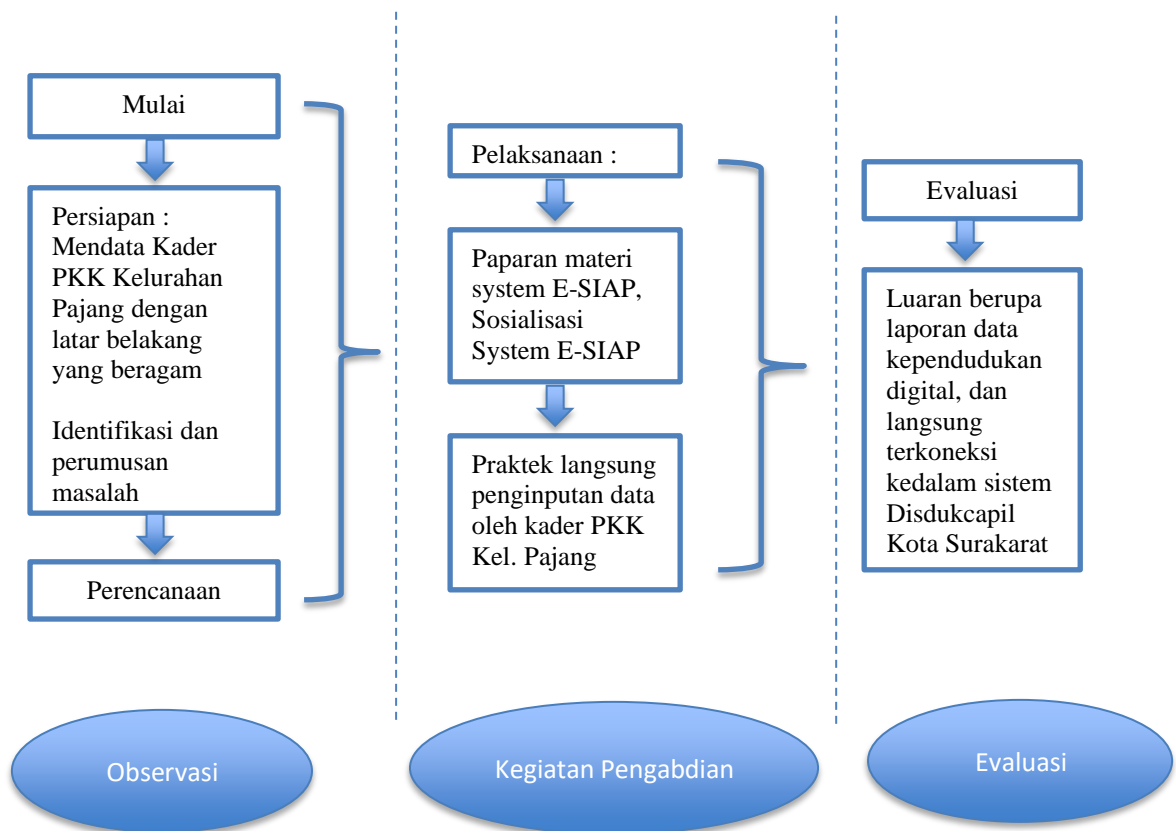 Mulai
Persiapan :
Mendata Kader
PKK Kelurahan
Pajang dengan
latar belakang
yang beragam
Identifikasi dan
perumusan
masalah
Perencanaan
Observasi
Pelaksanaan :
Paparan materi
system E-SIAP,
Sosialisasi
System E-SIAP
Praktek langsung
penginputan data
oleh kader PKK
Kel. Pajang
Kegiatan Pengabdian
Evaluasi
Luaran berupa
laporan data
kependudukan
digital, dan
langsung
terkoneksi
kedalam sistem
Disdukcapil
Kota Surakarat
Evaluasi